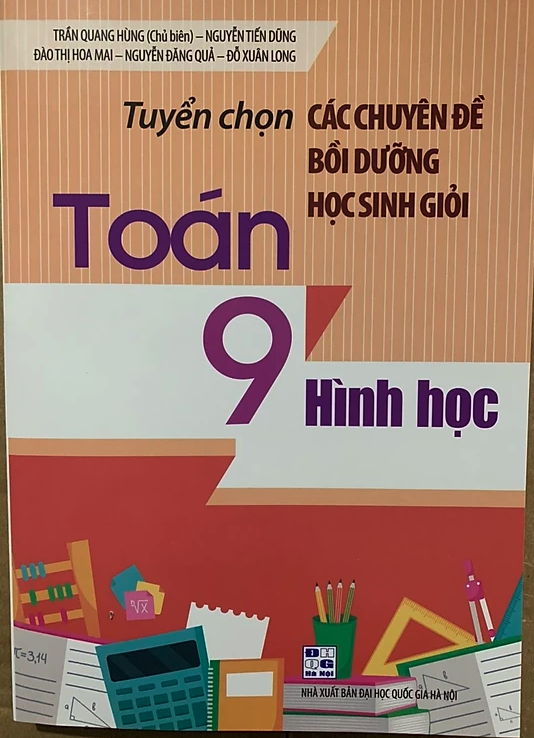 TRẦN QUANG HÙNG (Chủ biên) – NGUYỄN TIẾN DŨNG
ĐÀO THỊ HOA MAI – NGUYỄN ĐĂNG QUẢ – ĐỖ XUÂN LONG
Tuyển chọn CÁC CHUYÊN ĐỀ
BỒI DƯỠNG
HỌC SINH GIỎI
Toán
9
Hình học
√x
π=3,14
ĐH
QG
Hà Nội
NHÀ XUẤT BẢN ĐẠI HỌC QUỐC GIA HÀ NỘI